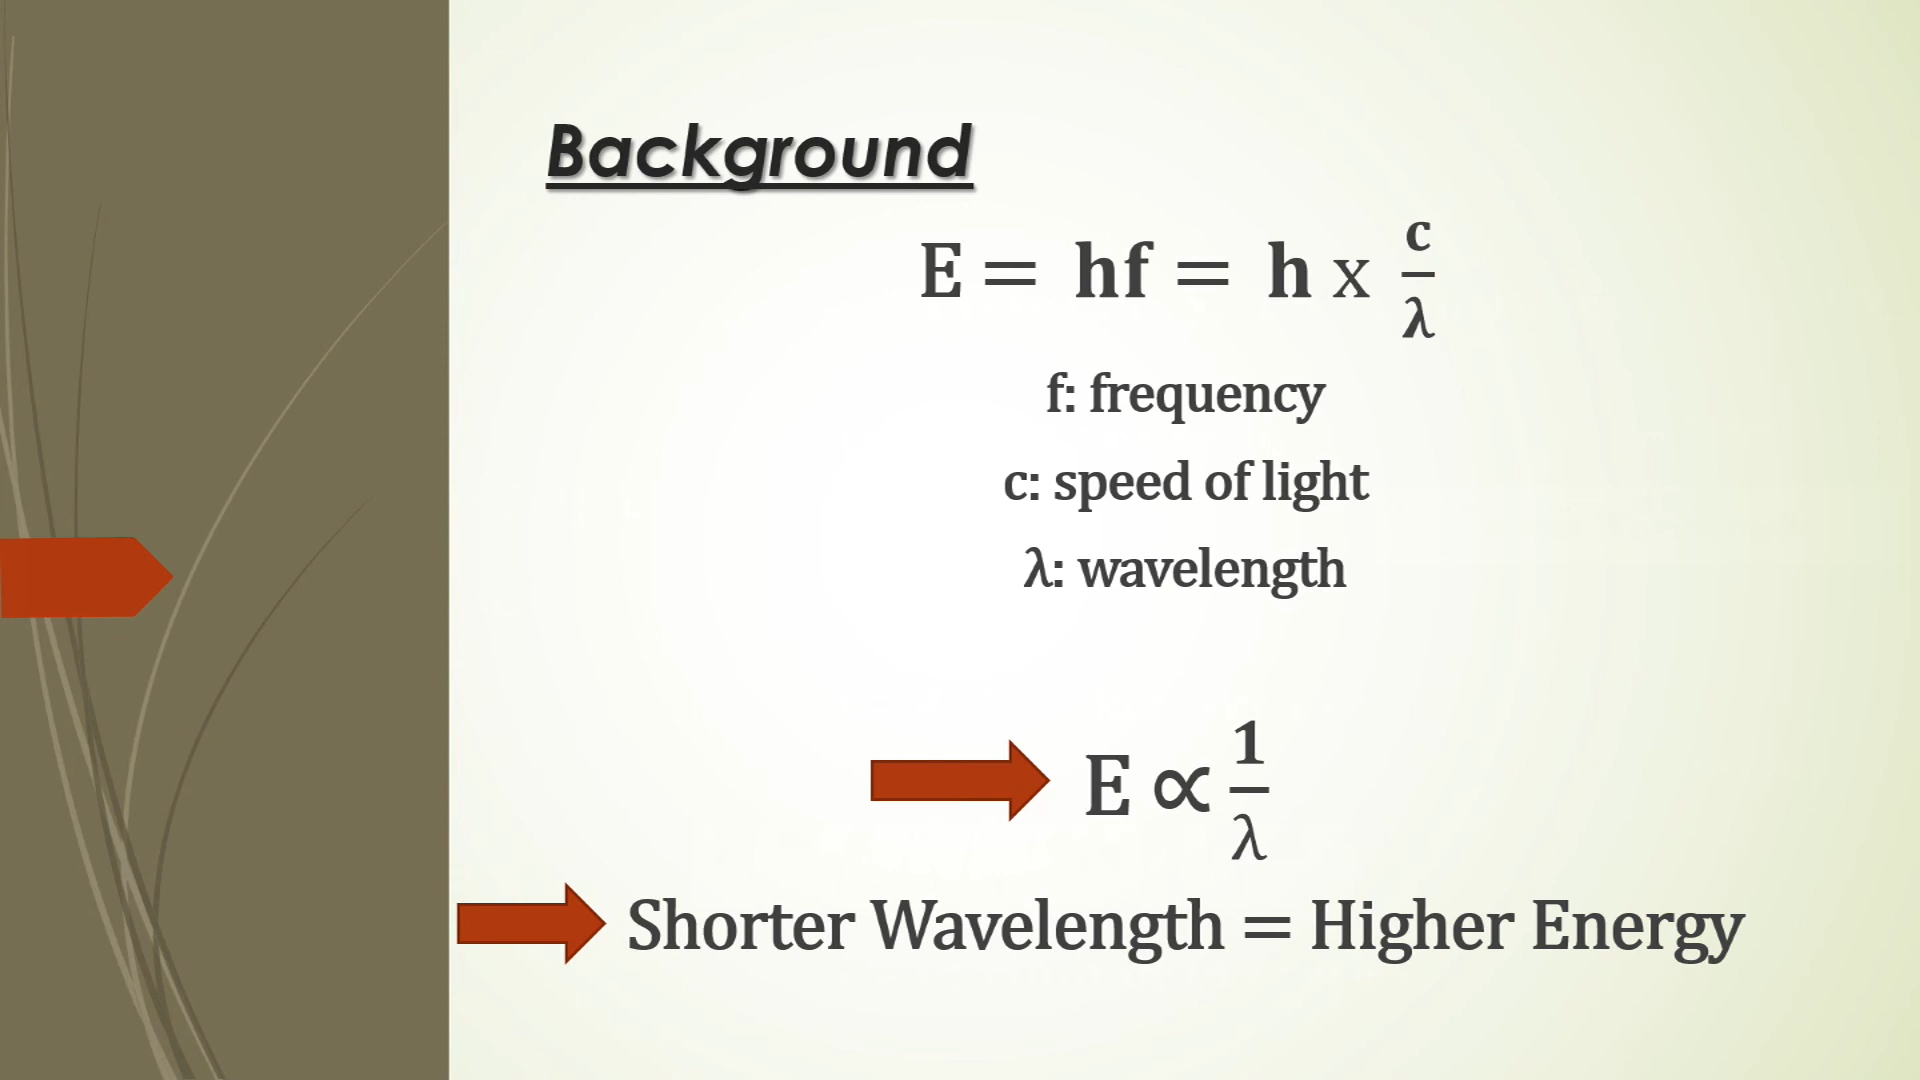 Background
E = hf = h x c/λ
f: frequency
c: speed of light
λ: wavelength
E ∝ 1/λ
Shorter Wavelength = Higher Energy